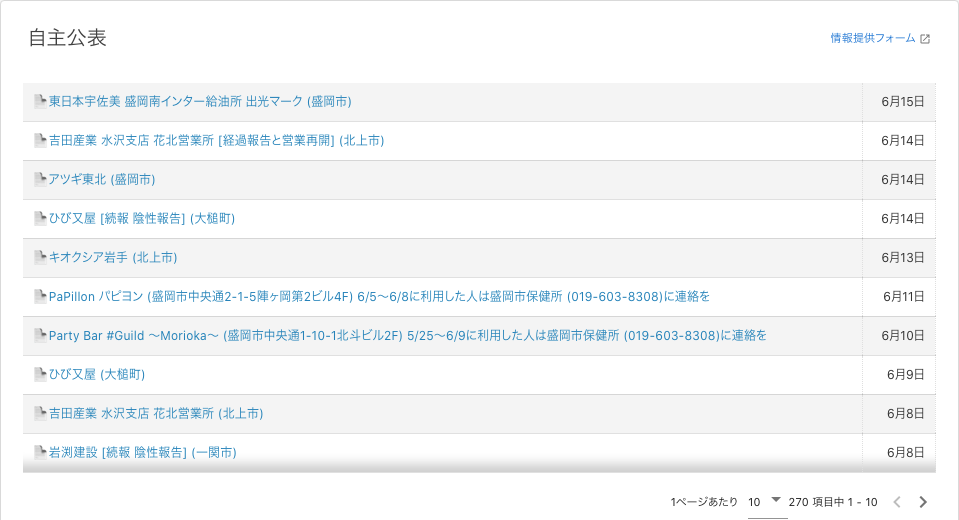 自主公表
情報提供フォーム
東日本宇佐美 盛岡南インター給油所 出光マーク (盛岡市) 6月15日
吉田産業 水沢支店 花北営業所 [経過報告と営業再開] (北上市) 6月14日
アツギ東北 (盛岡市) 6月14日
ひび又屋 [続報 陰性報告] (大槌町) 6月14日
キオクシア岩手 (北上市) 6月13日
PaPillon パピヨン (盛岡市中央通2-1-5陣ヶ岡第2ビル4F) 6/5〜6/8に利用した人は盛岡市保健所 (019-603-8308)に連絡を 6月11日
Party Bar #Guild 〜Morioka〜 (盛岡市中央通1-10-1北斗ビル2F) 5/25〜6/9に利用した人は盛岡市保健所 (019-603-8308)に連絡を 6月10日
ひび又屋 (大槌町) 6月9日
吉田産業 水沢支店 花北営業所 (北上市) 6月8日
岩渕建設 [続報 陰性報告] (一関市) 6月8日
1ページあたり 10 270 項目中 1 - 10